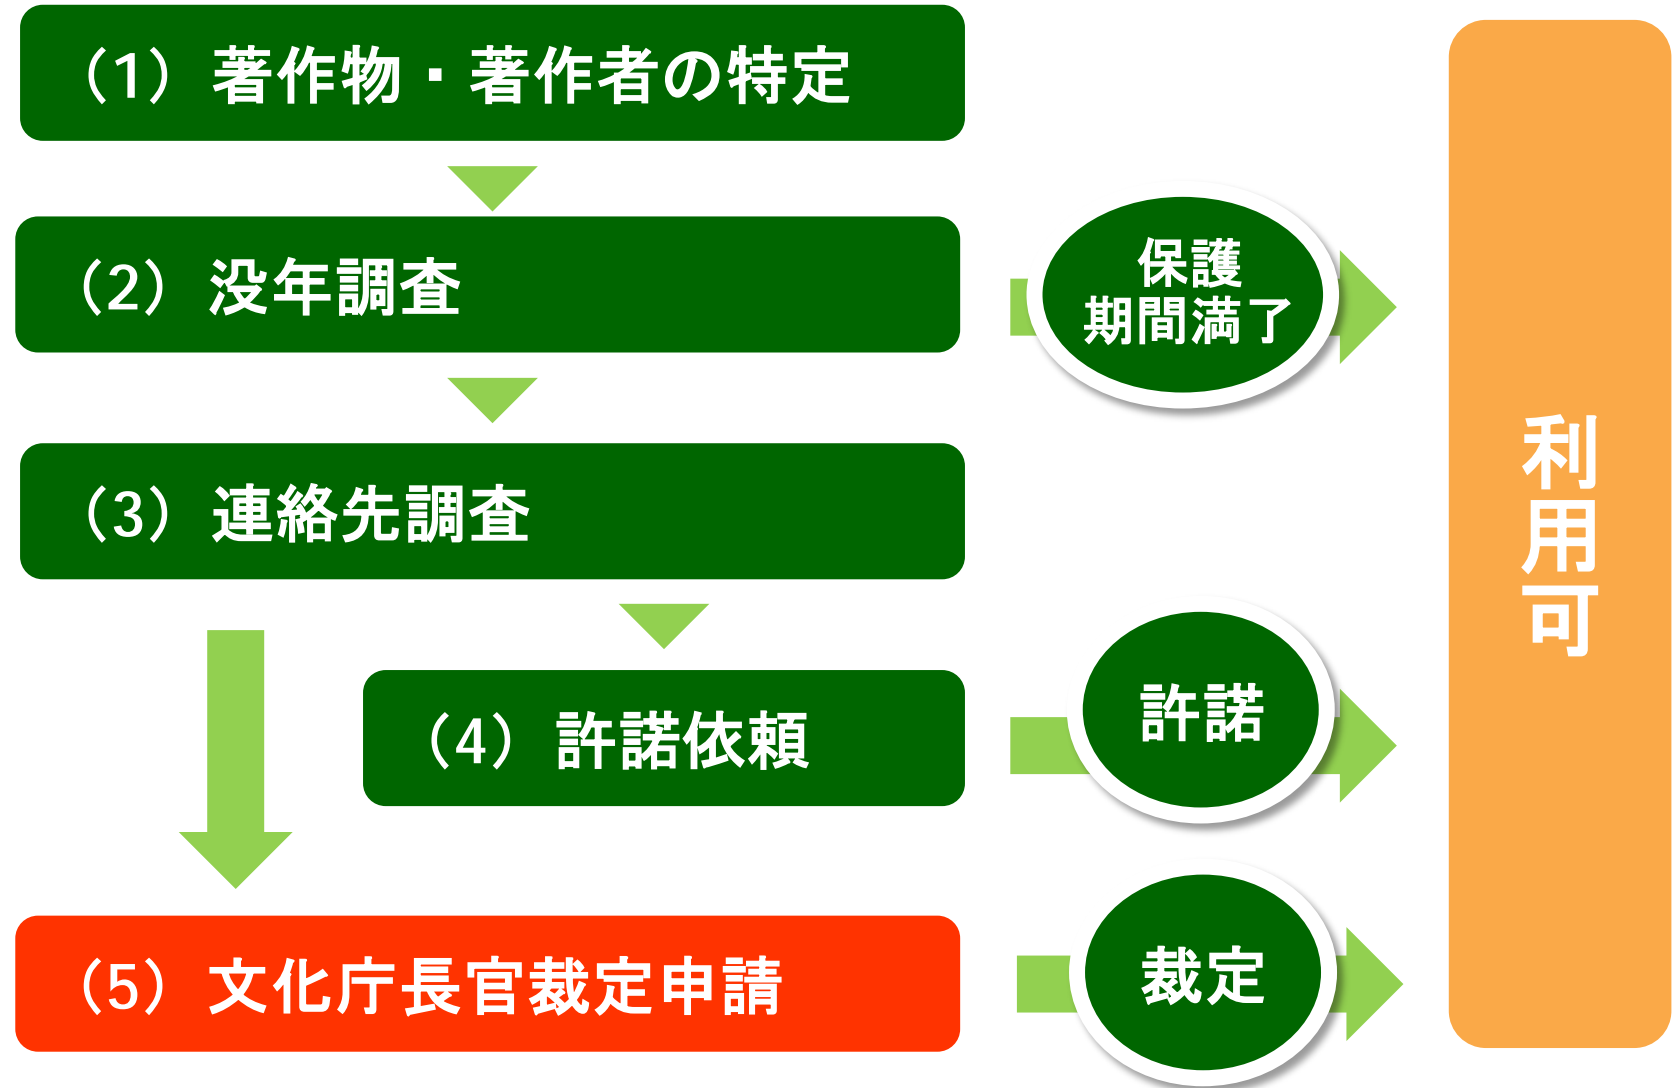 （1）著作物・著作者の特定
（2）没年調査
保護
期間満了
（3）連絡先調査
（4）許諾依頼
許諾
（5）文化庁長官裁定申請
裁定
利用可